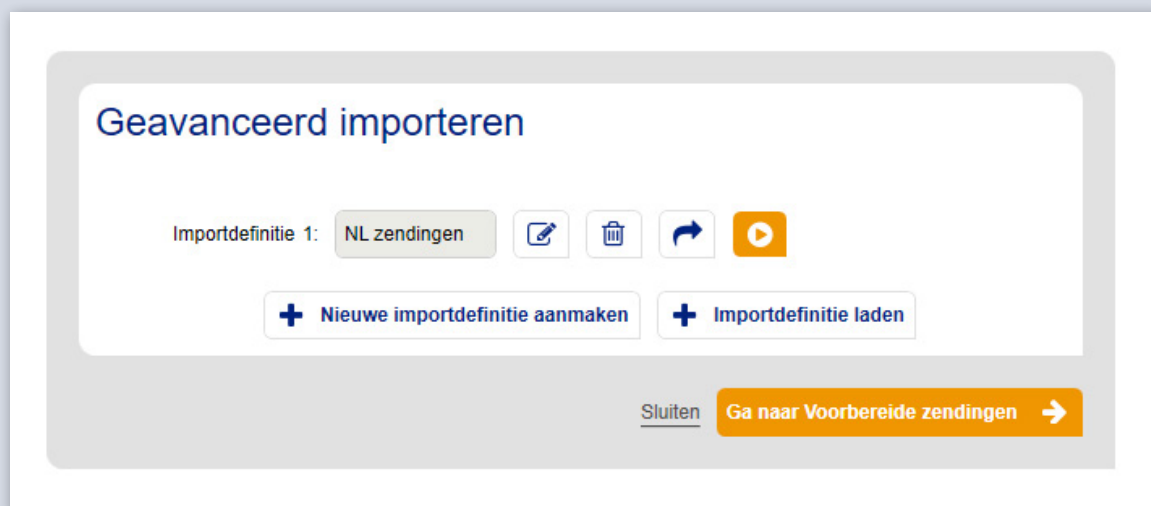 Geavanceerd importeren
Importdefinitie 1: NL zendingen
Nieuwe importdefinitie aanmaken Importdefinitie laden
Sluiten Ga naar Voorbereide zendingen